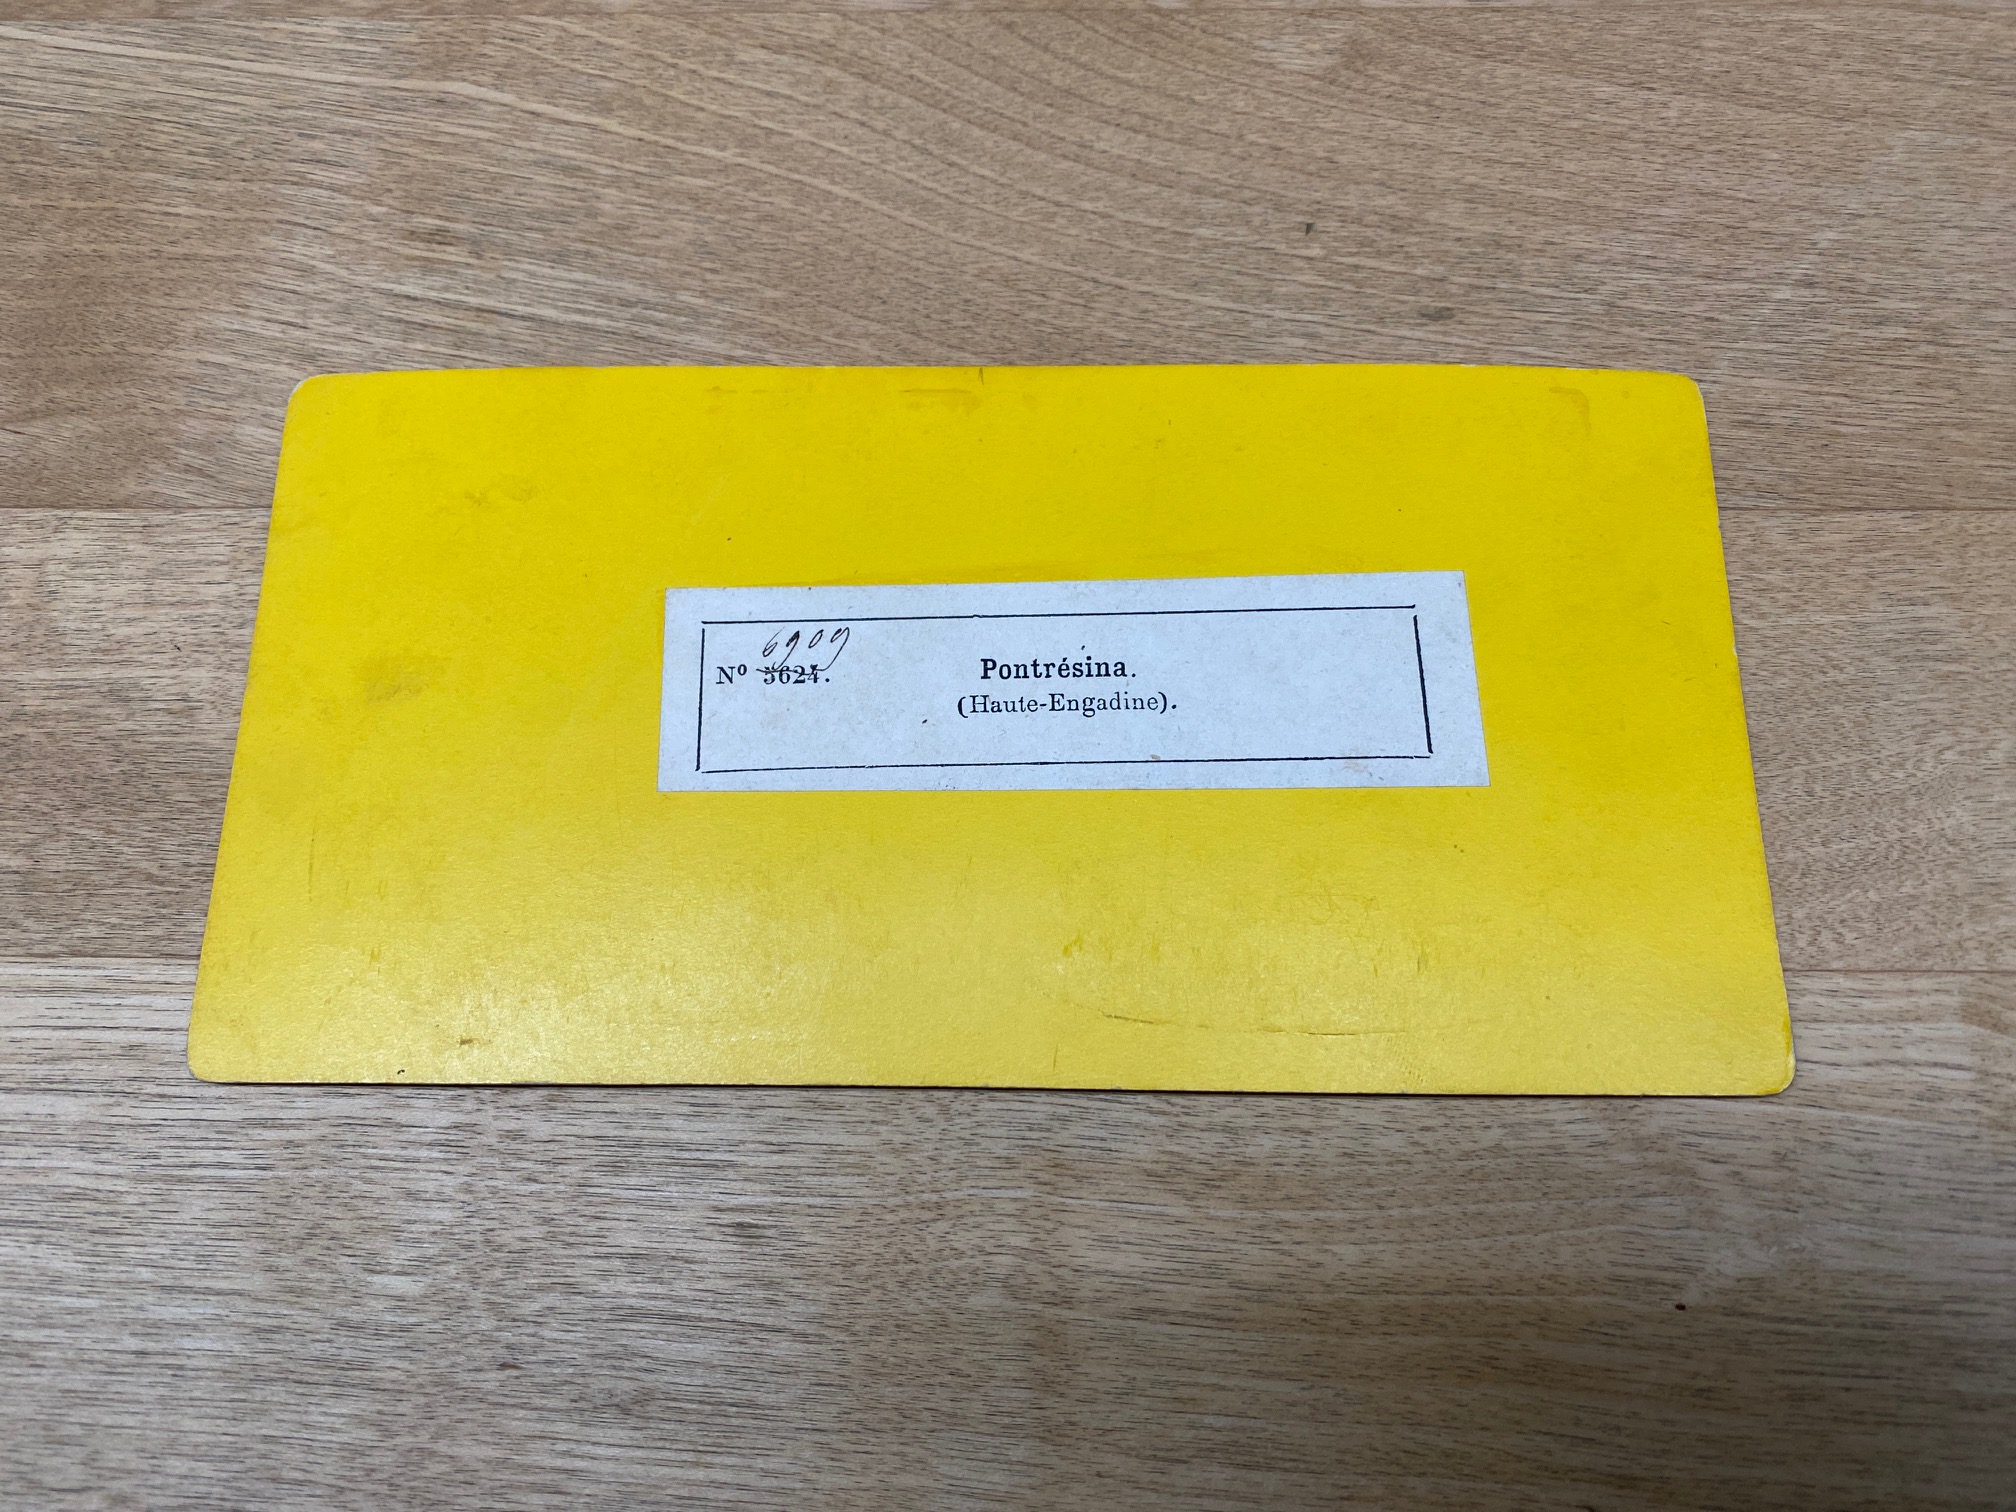 6909
Nº 5624. Pontrésina.
(Haute-Engadine).